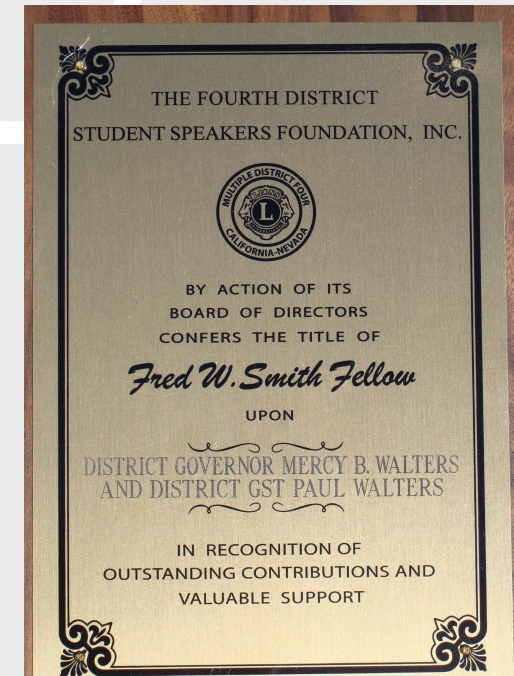 THE FOURTH DISTRICT
STUDENT SPEAKERS FOUNDATION, INC.
MULTIPLE DISTRICT FOUR
LIONS
L
INTERNATIONAL
CALIFORNIA-NEVADA
BY ACTION OF ITS
BOARD OF DIRECTORS
CONFERS THE TITLE OF
Fred W. Smith Fellow
UPON
DISTRICT GOVERNOR MERCY B. WALTERS
AND DISTRICT GST PAUL WALTERS
IN RECOGNITION OF
OUTSTANDING CONTRIBUTIONS AND
VALUABLE SUPPORT